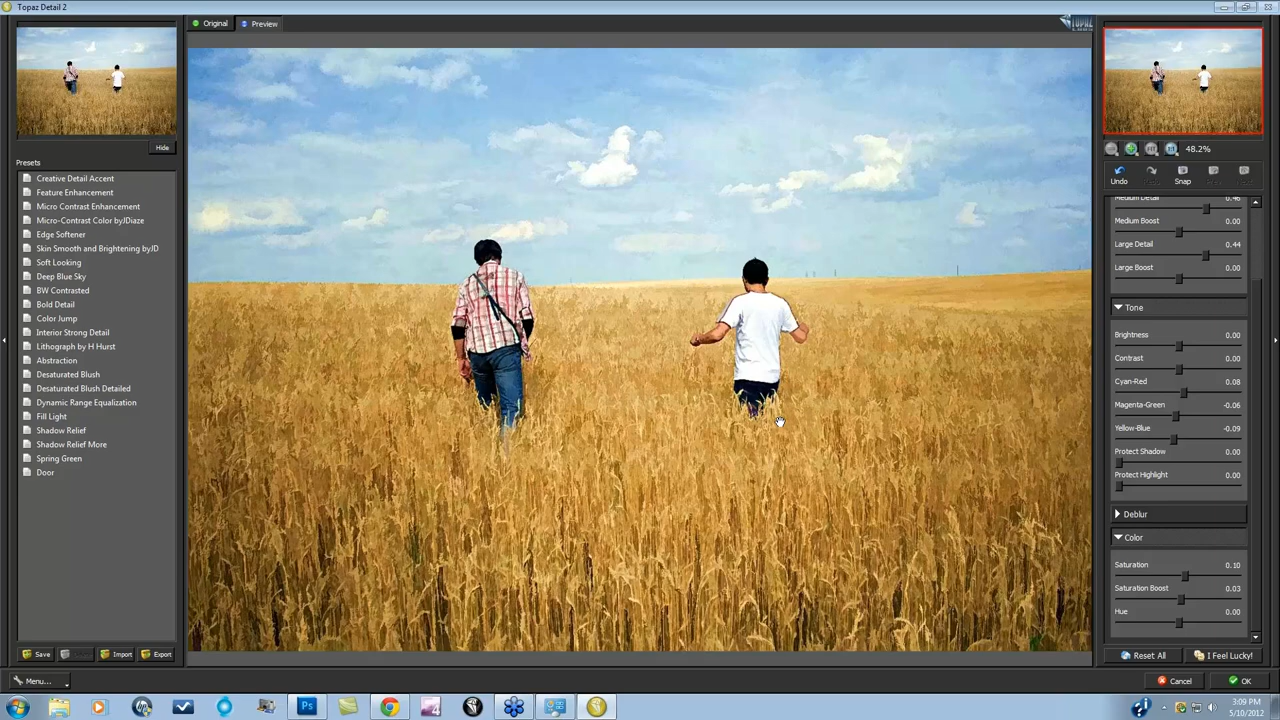 Topaz Detail 2
Original
Preview
TOPAZ
LABS
48.2%
Hide
Undo
Snap
Presets
Creative Detail Accent
Feature Enhancement
Micro Contrast Enhancement
Micro-Contrast Color byJDiaze
Edge Softener
Skin Smooth and Brightening byJD
Soft Looking
Deep Blue Sky
BW Contrasted
Bold Detail
Color Jump
Interior Strong Detail
Lithograph by H Hurst
Abstraction
Desaturated Blush
Desaturated Blush Detailed
Dynamic Range Equalization
Fill Light
Shadow Relief
Shadow Relief More
Spring Green
Door
Medium Detail 0.46
Medium Boost 0.00
Large Detail 0.44
Large Boost 0.00
Tone
Brightness 0.00
Contrast 0.00
Cyan-Red 0.08
Magenta-Green -0.06
Yellow-Blue -0.09
Protect Shadow 0.00
Protect Highlight 0.00
Deblur
Color
Saturation 0.10
Saturation Boost 0.03
Hue 0.00
Save
Import
Export
Reset All
I Feel Lucky!
Menu...
Cancel
OK
3:09 PM
5/10/2012